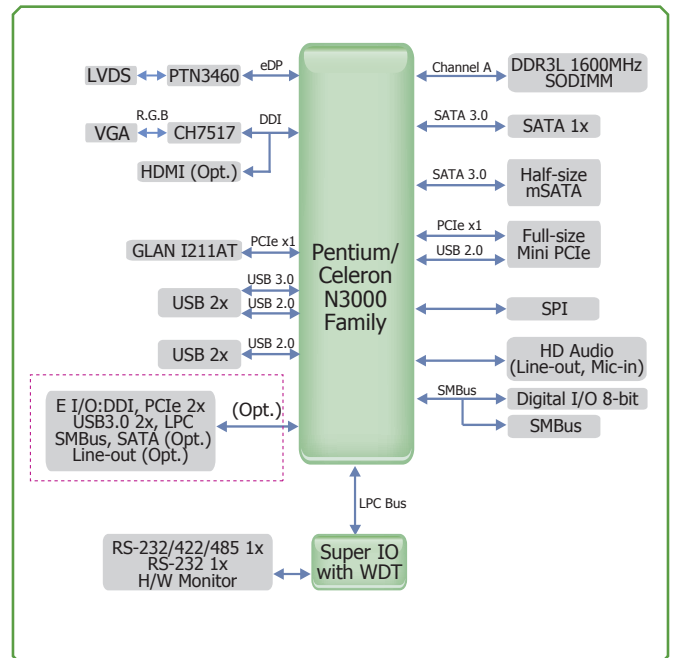 LVDS
PTN3460
eDP
R.G.B
VGA
CH7517
DDI
HDMI (Opt.)
GLAN I211AT
PCIe x1
USB 2x
USB 3.0
USB 2.0
USB 2x
USB 2.0
E I/O:DDI, PCIe 2x
USB3.0 2x, LPC
SMBus, SATA (Opt.)
Line-out (Opt.)
(Opt.)
Pentium/
Celeron
N3000
Family
Channel A
DDR3L 1600MHz
SODIMM
SATA 3.0
SATA 1x
SATA 3.0
Half-size
mSATA
PCIe x1
USB 2.0
Full-size
Mini PCIe
SPI
HD Audio
(Line-out, Mic-in)
SMBus
Digital I/O 8-bit
SMBus
LPC Bus
RS-232/422/485 1x
RS-232 1x
H/W Monitor
Super IO
with WDT